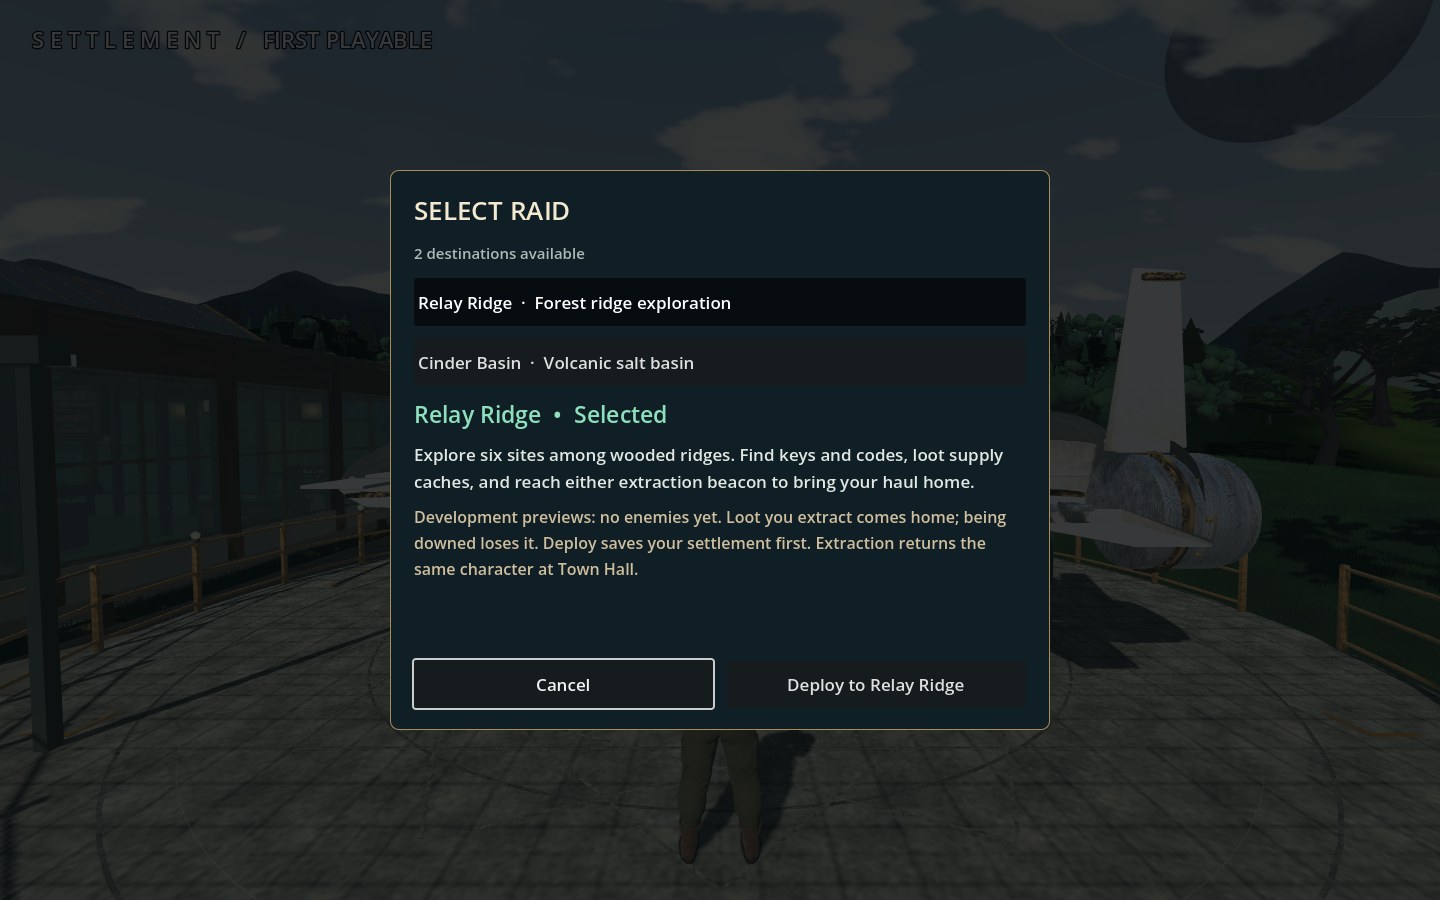 SETTLEMENT / FIRST PLAYABLE
SELECT RAID
2 destinations available
Relay Ridge · Forest ridge exploration
Cinder Basin · Volcanic salt basin
Relay Ridge • Selected
Explore six sites among wooded ridges. Find keys and codes, loot supply
caches, and reach either extraction beacon to bring your haul home.
Development previews: no enemies yet. Loot you extract comes home; being
downed loses it. Deploy saves your settlement first. Extraction returns the
same character at Town Hall.
Cancel
Deploy to Relay Ridge